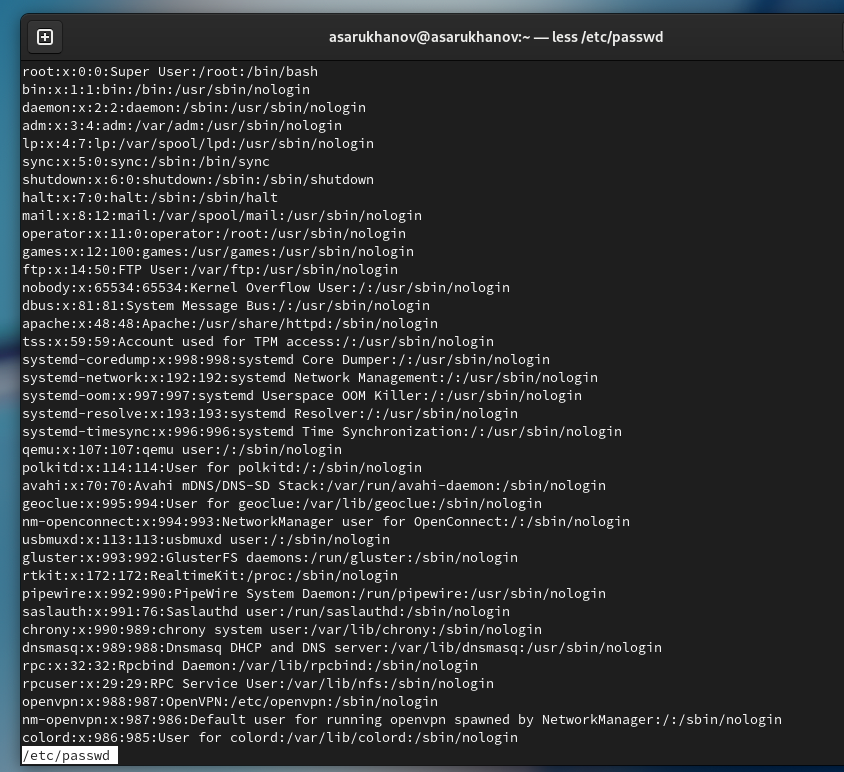 asarukhanov@asarukhanov:~ — less /etc/passwd
root:x:0:0:Super User:/root:/bin/bash
bin:x:1:1:bin:/bin:/usr/sbin/nologin
daemon:x:2:2:daemon:/sbin:/usr/sbin/nologin
adm:x:3:4:adm:/var/adm:/usr/sbin/nologin
lp:x:4:7:lp:/var/spool/lpd:/usr/sbin/nologin
sync:x:5:0:sync:/sbin:/bin/sync
shutdown:x:6:0:shutdown:/sbin:/sbin/shutdown
halt:x:7:0:halt:/sbin:/sbin/halt
mail:x:8:12:mail:/var/spool/mail:/usr/sbin/nologin
operator:x:11:0:operator:/root:/usr/sbin/nologin
games:x:12:100:games:/usr/games:/usr/sbin/nologin
ftp:x:14:50:FTP User:/var/ftp:/usr/sbin/nologin
nobody:x:65534:65534:Kernel Overflow User:/:/usr/sbin/nologin
dbus:x:81:81:System Message Bus:/:/usr/sbin/nologin
apache:x:48:48:Apache:/usr/share/httpd:/sbin/nologin
tss:x:59:59:Account used for TPM access:/:/usr/sbin/nologin
systemd-coredump:x:998:998:systemd Core Dumper:/:/usr/sbin/nologin
systemd-network:x:192:192:systemd Network Management:/:/usr/sbin/nologin
systemd-oom:x:997:997:systemd Userspace OOM Killer:/:/usr/sbin/nologin
systemd-resolve:x:193:193:systemd Resolver:/:/usr/sbin/nologin
systemd-timesync:x:996:996:systemd Time Synchronization:/:/usr/sbin/nologin
qemu:x:107:107:qemu user:/:/sbin/nologin
polkitd:x:114:114:User for polkitd:/:/sbin/nologin
avahi:x:70:70:Avahi mDNS/DNS-SD Stack:/var/run/avahi-daemon:/sbin/nologin
geoclue:x:995:994:User for geoclue:/var/lib/geoclue:/sbin/nologin
nm-openconnect:x:994:993:NetworkManager user for OpenConnect:/:/sbin/nologin
usbmuxd:x:113:113:usbmuxd user:/:/sbin/nologin
gluster:x:993:992:GlusterFS daemons:/run/gluster:/sbin/nologin
rtkit:x:172:172:RealtimeKit:/proc:/sbin/nologin
pipewire:x:992:990:PipeWire System Daemon:/run/pipewire:/usr/sbin/nologin
saslauth:x:991:76:Saslauthd user:/run/saslauthd:/sbin/nologin
chrony:x:990:989:chrony system user:/var/lib/chrony:/sbin/nologin
dnsmasq:x:989:988:Dnsmasq DHCP and DNS server:/var/lib/dnsmasq:/usr/sbin/nologin
rpc:x:32:32:Rpcbind Daemon:/var/lib/rpcbind:/sbin/nologin
rpcuser:x:29:29:RPC Service User:/var/lib/nfs:/sbin/nologin
openvpn:x:988:987:OpenVPN:/etc/openvpn:/sbin/nologin
nm-openvpn:x:987:986:Default user for running openvpn spawned by NetworkManager:/:/sbin/nologin
colord:x:986:985:User for colord:/var/lib/colord:/sbin/nologin
/etc/passwd